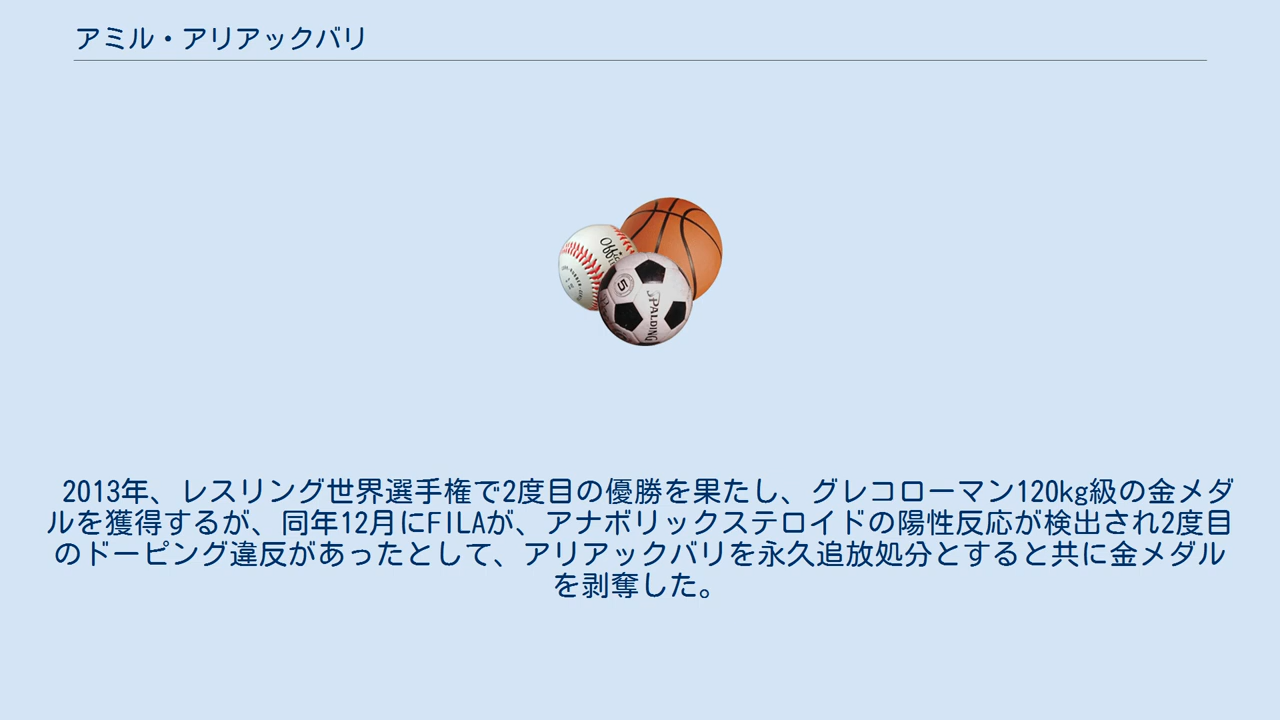 アミル・アリアックバリ
Offic
5
SPALDING
2013年、レスリング世界選手権で2度目の優勝を果たし、グレコローマン120kg級の金メダ
ルを獲得するが、同年12月にFILAが、アナボリックステロイドの陽性反応が検出され2度目
のドーピング違反があったとして、アリアックバリを永久追放処分とすると共に金メダル
を剥奪した。